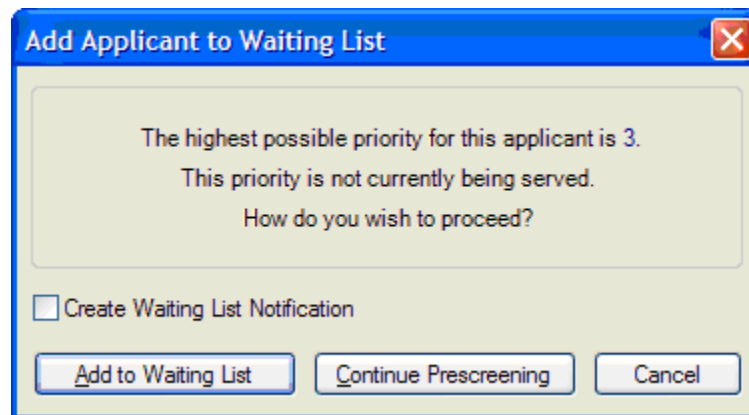 Add Applicant to Waiting List
The highest possible priority for this applicant is 3.
This priority is not currently being served.
How do you wish to proceed?
Create Waiting List Notification
Add to Waiting List
Continue Prescreening
Cancel